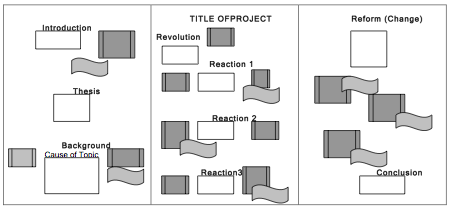 Introduction
Thesis
Background
Cause of Topic
TITLE OFPROJECT
Revolution
Reaction 1
Reaction 2
Reaction3
Reform (Change)
Conclusion